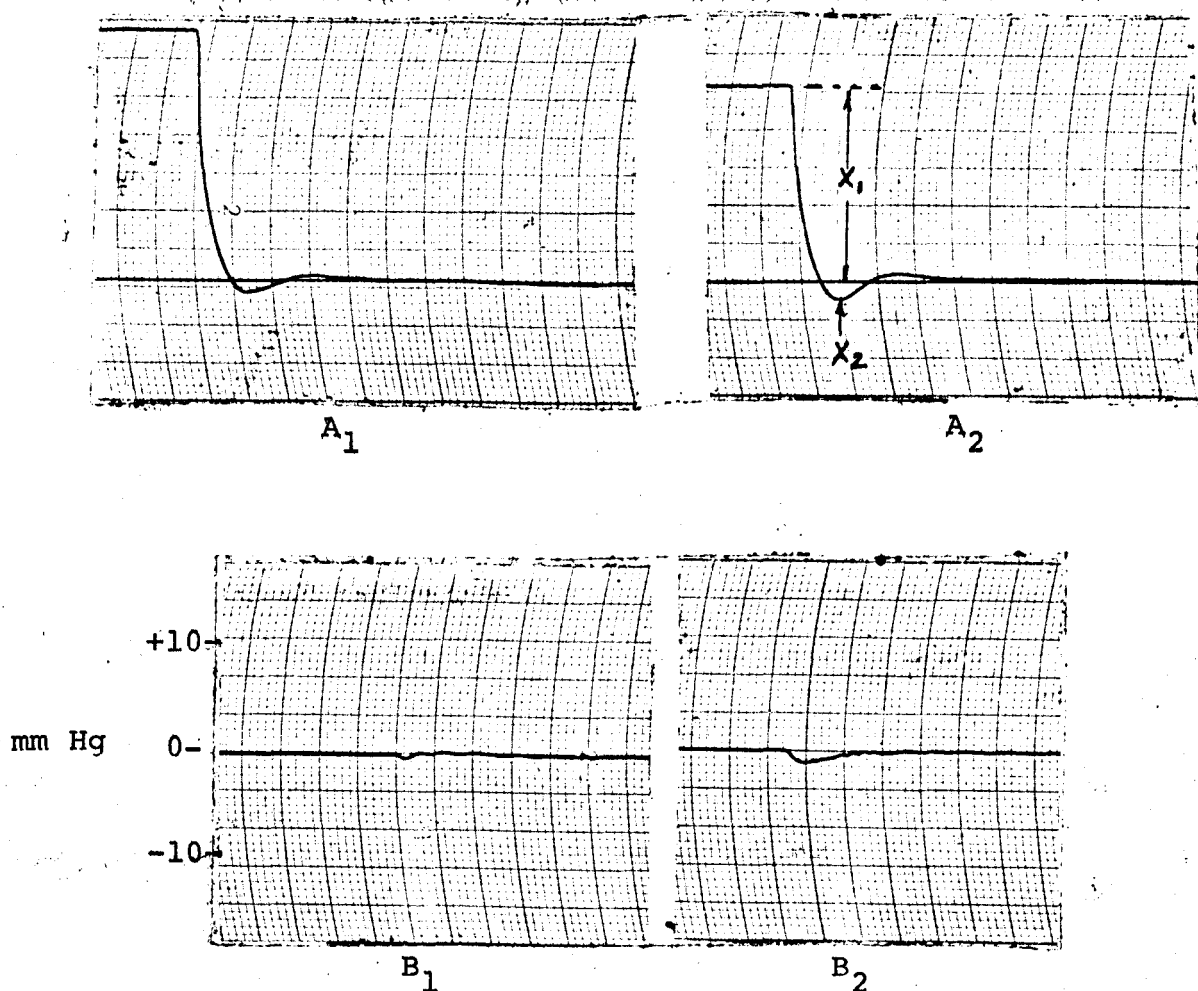 X₁
X₂
A₁
A₂
+10-
mm Hg
0-
-10-
B₁
B₂